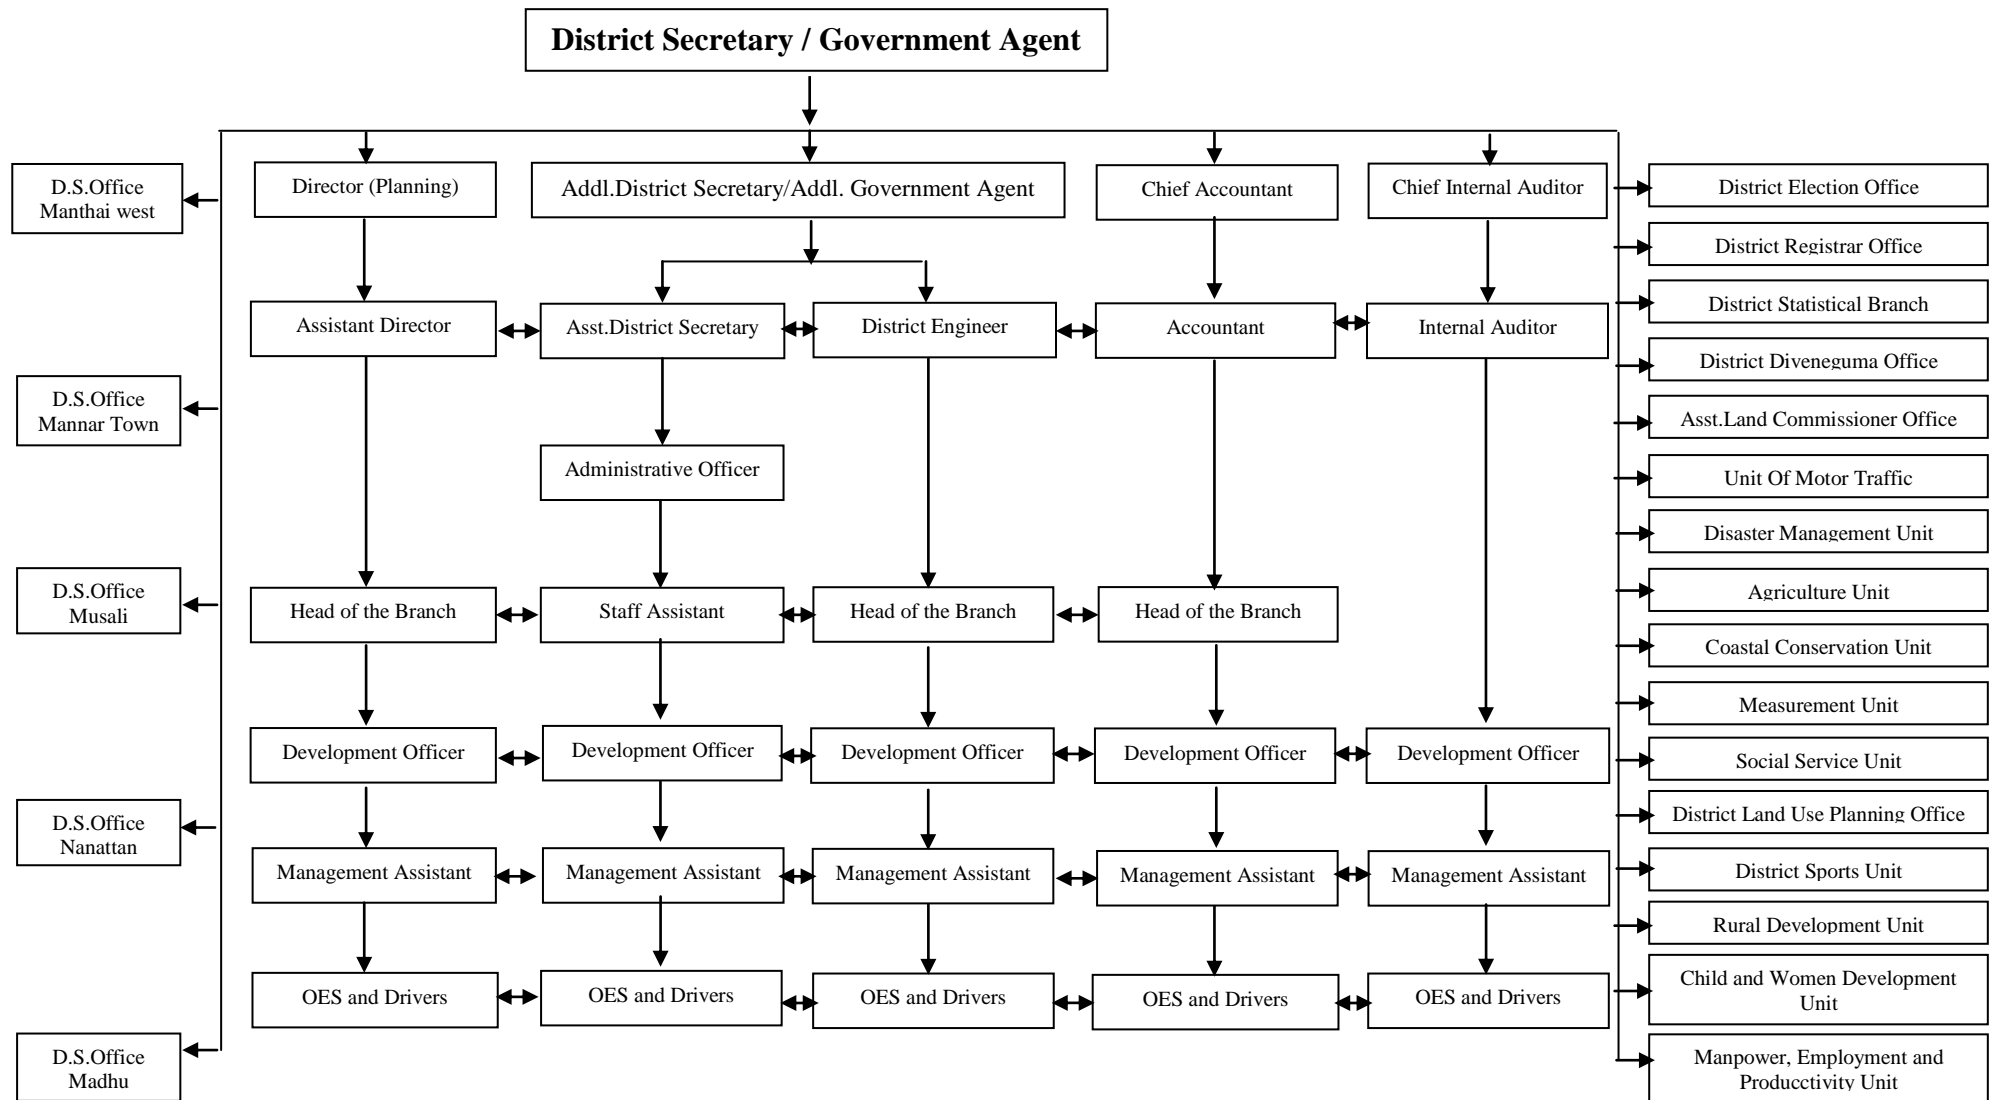 District Secretary / Government Agent
D.S.Office
Manthai west
Director (Planning)
Addl.District Secretary/Addl. Government Agent
Chief Accountant
Chief Internal Auditor
District Election Office
District Registrar Office
Assistant Director
Asst.District Secretary
District Engineer
Accountant
Internal Auditor
District Statistical Branch
District Diveneguma Office
D.S.Office
Mannar Town
Asst.Land Commissioner Office
Administrative Officer
Unit Of Motor Traffic
Disaster Management Unit
D.S.Office
Musali
Head of the Branch
Staff Assistant
Head of the Branch
Head of the Branch
Agriculture Unit
Coastal Conservation Unit
Measurement Unit
Development Officer
Development Officer
Development Officer
Development Officer
Development Officer
Social Service Unit
D.S.Office
Nanattan
District Land Use Planning Office
Management Assistant
Management Assistant
Management Assistant
Management Assistant
Management Assistant
District Sports Unit
Rural Development Unit
OES and Drivers
OES and Drivers
OES and Drivers
OES and Drivers
OES and Drivers
Child and Women Development
Unit
D.S.Office
Madhu
Manpower, Employment and
Producctivity Unit